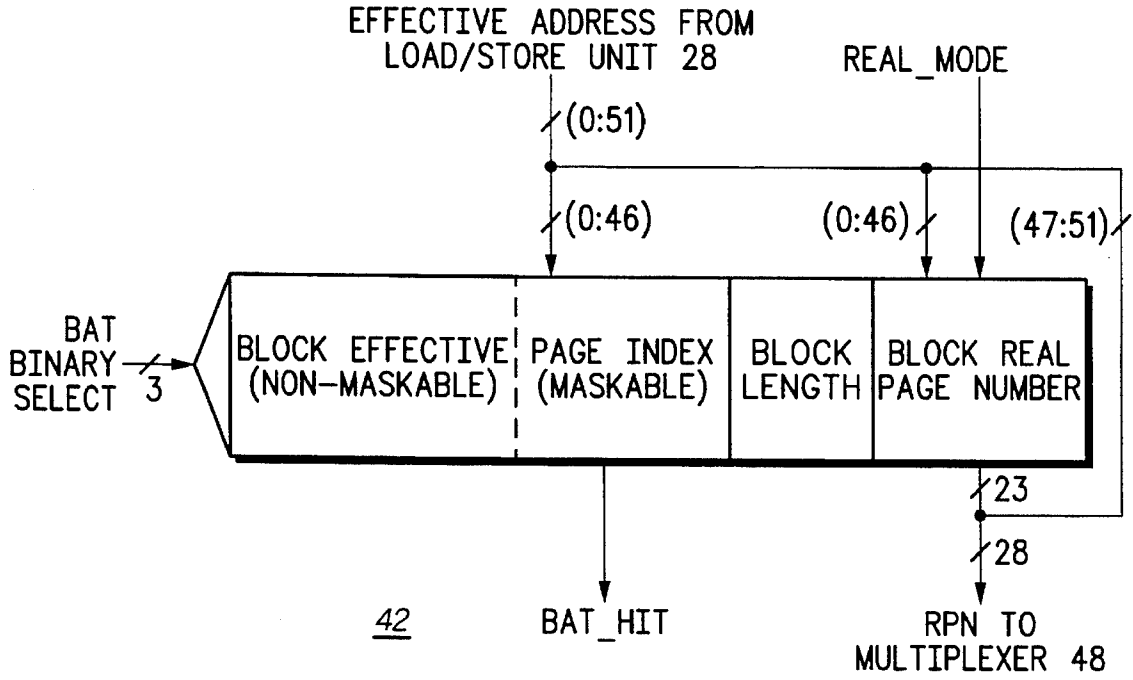 EFFECTIVE ADDRESS FROM
LOAD/STORE UNIT 28
REAL_MODE
(0:51)
(0:46)
(0:46)
(47:51)
BAT
BINARY
SELECT
3
BLOCK EFFECTIVE
(NON-MASKABLE)
PAGE INDEX
(MASKABLE)
BLOCK
LENGTH
BLOCK REAL
PAGE NUMBER
23
28
42
BAT_HIT
RPN TO
MULTIPLEXER 48